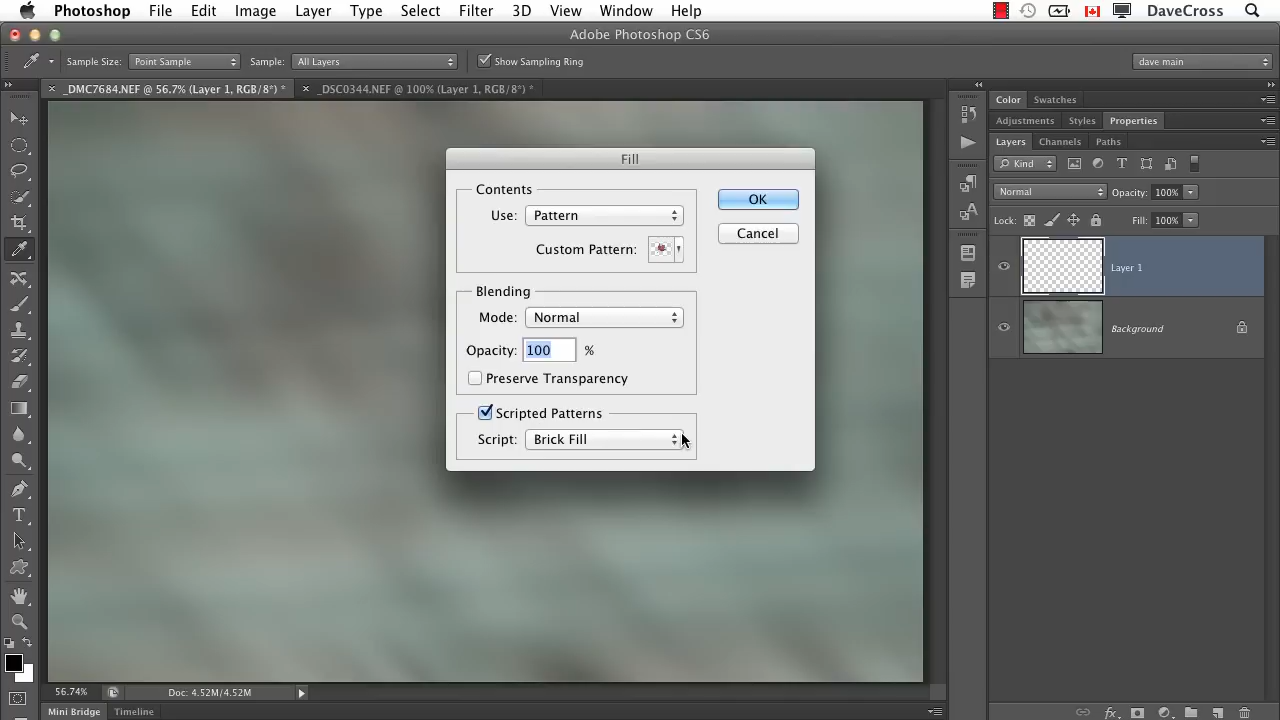 Photoshop File Edit Image Layer Type Select Filter 3D View Window Help DaveCross
Adobe Photoshop CS6
Sample Size: Point Sample Sample: All Layers Show Sampling Ring dave main
_DMC7684.NEF @ 56.7% (Layer 1, RGB/8*) * _DSC0344.NEF @ 100% (Layer 1, RGB/8*) *
Color Swatches
Adjustments Styles Properties
Layers Channels Paths
Kind
Normal Opacity: 100%
Lock: Fill: 100%
Layer 1
Background
Fill
Contents
Use: Pattern
Custom Pattern:
OK
Cancel
Blending
Mode: Normal
Opacity: 100 %
Preserve Transparency
Scripted Patterns
Script: Brick Fill
56.74% Doc: 4.52M/4.52M
Mini Bridge Timeline